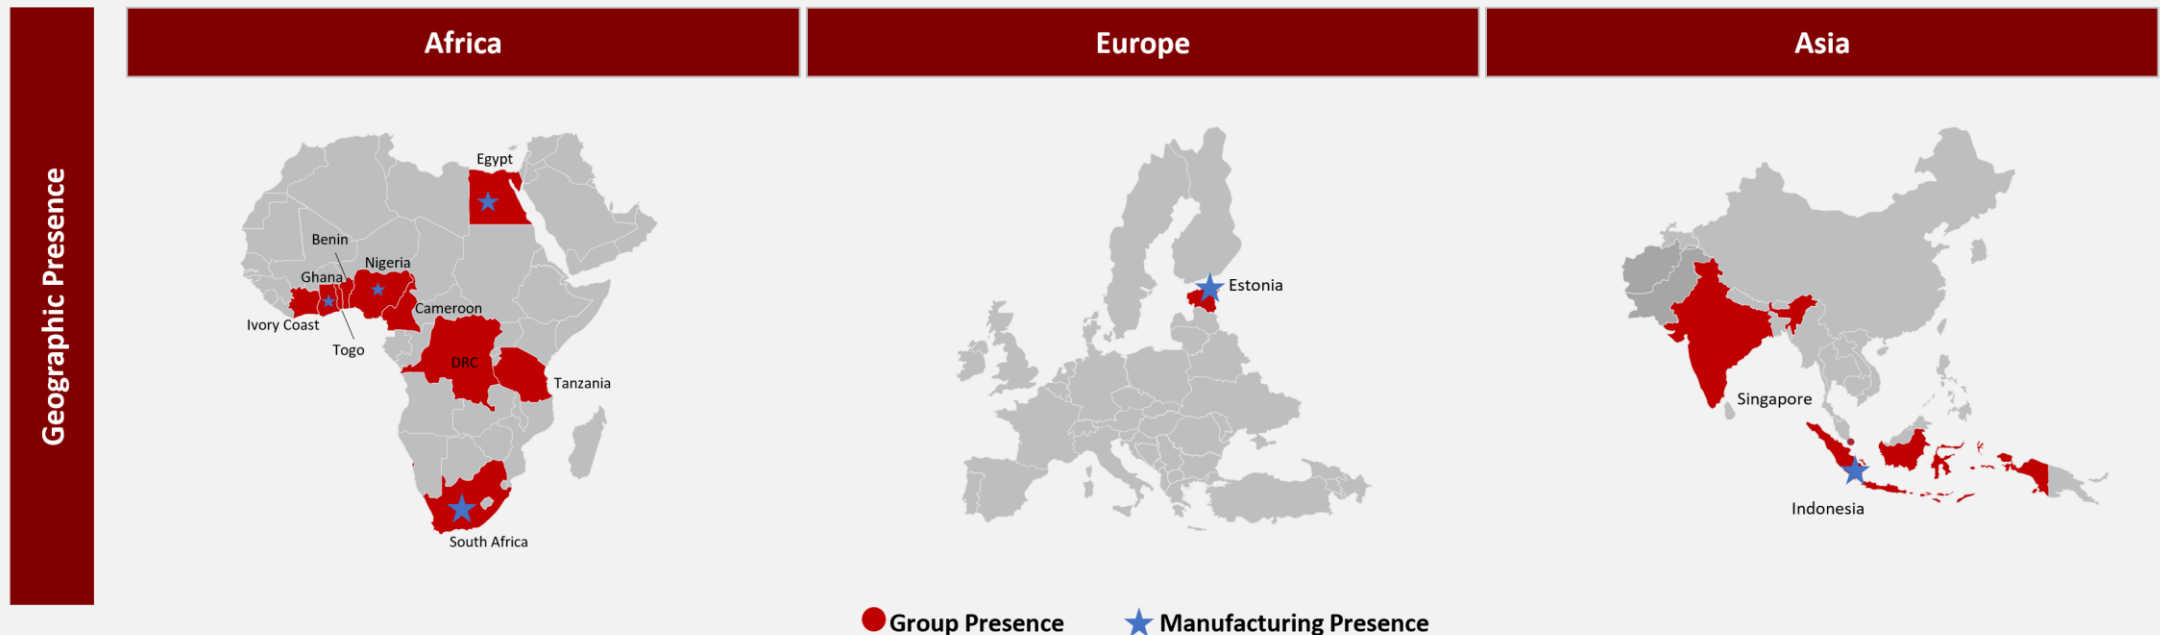 Geographic Presence
Africa
Europe
Asia
Egypt
Benin
Nigeria
Ghana
Cameroon
Ivory Coast
Togo
DRC
Tanzania
South Africa
Estonia
Singapore
Indonesia
Group Presence
Manufacturing Presence